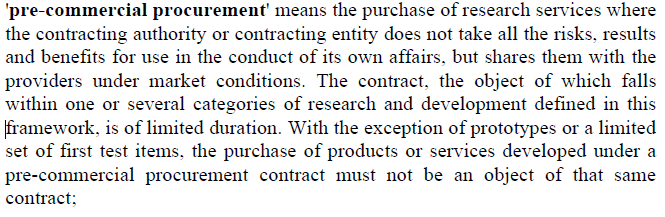 'pre-commercial procurement' means the purchase of research services where
the contracting authority or contracting entity does not take all the risks, results
and benefits for use in the conduct of its own affairs, but shares them with the
providers under market conditions. The contract, the object of which falls
within one or several categories of research and development defined in this
framework, is of limited duration. With the exception of prototypes or a limited
set of first test items, the purchase of products or services developed under a
pre-commercial procurement contract must not be an object of that same
contract;